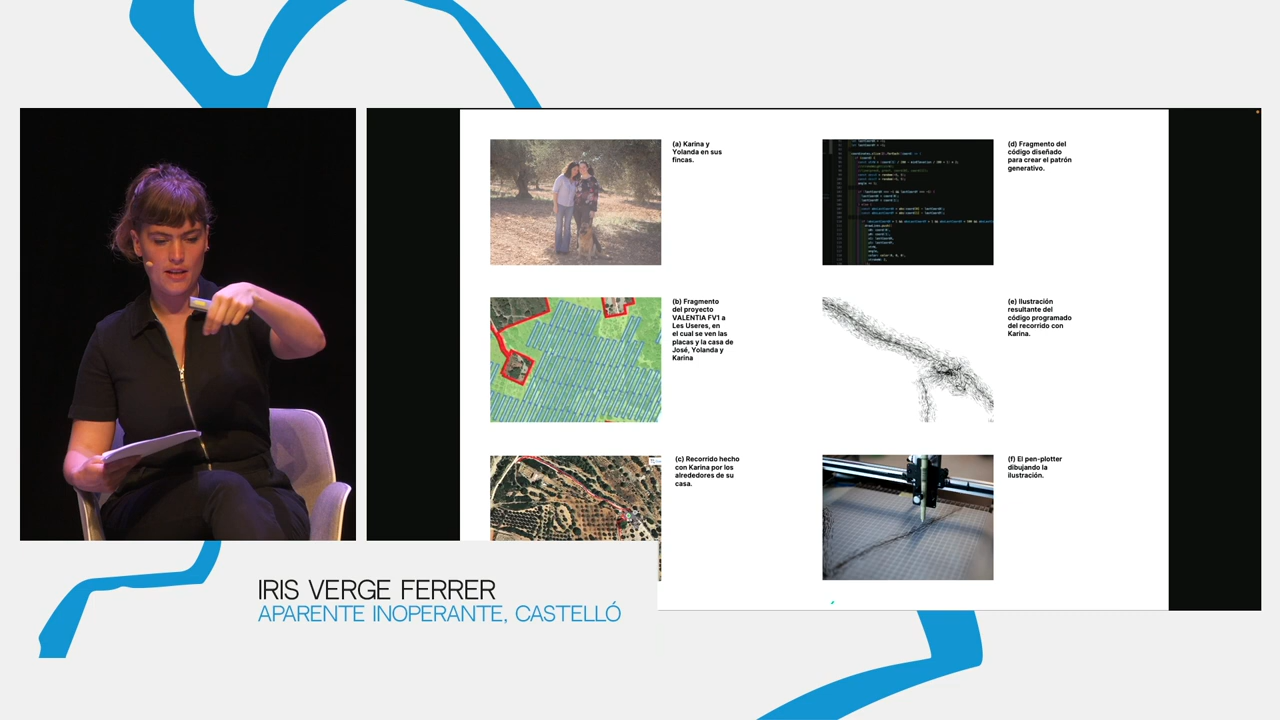 (a) Karina y
Yolanda en sus
fincas.
(b) Fragmento
del proyecto
VALENTIA FV1 a
Les Useres, en
el cual se ven las
placas y la casa de
José, Yolanda y
Karina
(c) Recorrido hecho
con Karina por los
alrededores de su
casa.
(d) Fragmento del
código diseñado
para crear el patrón
generativo.
(e) Ilustración
resultante del
código programado
del recorrido con
Karina.
(f) El pen-plotter
dibujando la
ilustración.
IRIS VERGE FERRER
APARENTE INOPERANTE, CASTELLÓ